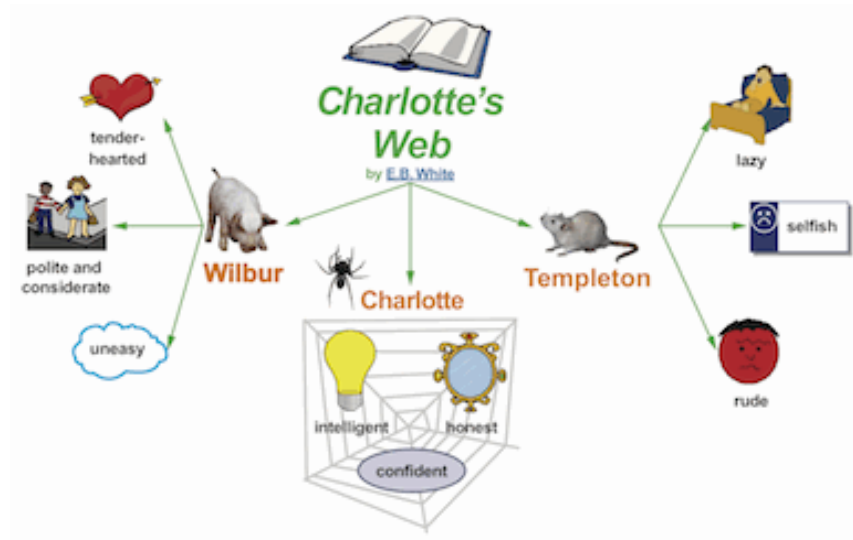 Charlotte's
Web
by E.B. White
tender-
hearted
polite and
considerate
uneasy
Wilbur
Charlotte
intelligent
honest
confident
Templeton
lazy
selfish
rude